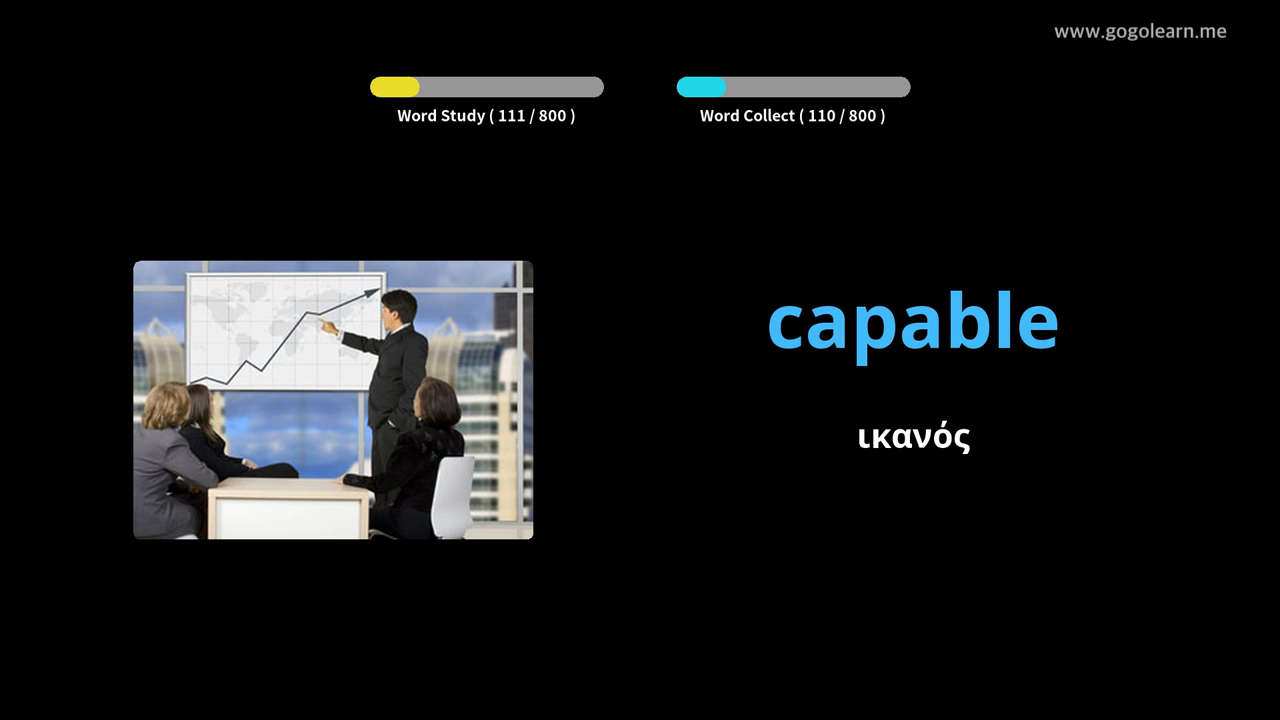 www.gogolearn.me
Word Study ( 111 / 800 )
Word Collect ( 110 / 800 )
capable
ικανός